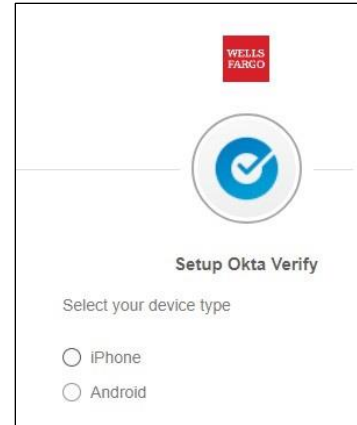 WELLS
FARGO
Setup Okta Verify
Select your device type
iPhone
Android